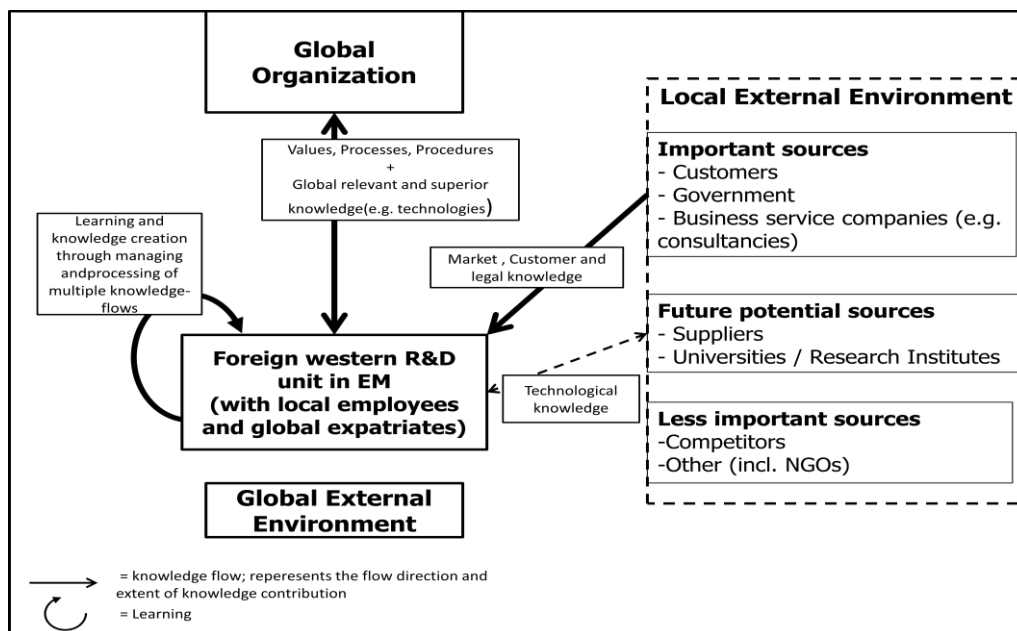 Global
Organization
Values, Processes, Procedures
+
Global relevant and superior
knowledge(e.g. technologies)
Learning and
knowledge creation
through managing
andprocessing of
multiple knowledge-
flows
Market , Customer and
legal knowledge
Foreign western R&D
unit in EM
(with local employees
and global expatriates)
Technological
knowledge
Global External
Environment
Local External Environment
Important sources
- Customers
- Government
- Business service companies (e.g.
consultancies)
Future potential sources
- Suppliers
- Universities / Research Institutes
Less important sources
-Competitors
-Other (incl. NGOs)
= knowledge flow; reperesents the flow direction and
extent of knowledge contribution
= Learning